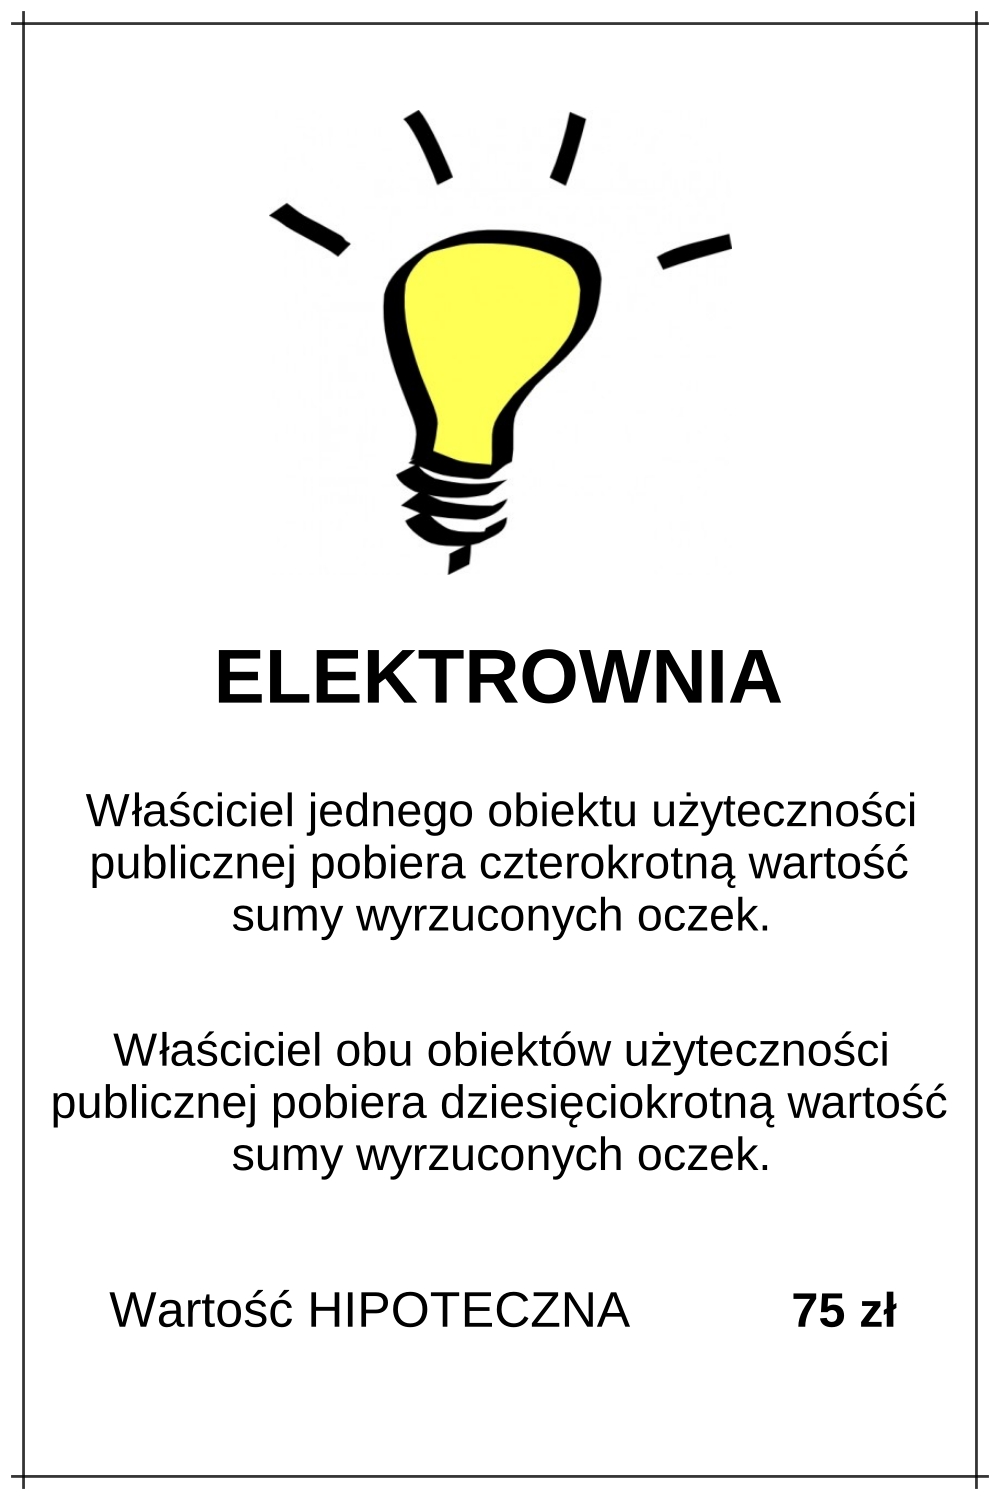 ELEKTROWNIA
Właściciel jednego obiektu użyteczności
publicznej pobiera czterokrotną wartość
sumy wyrzuconych oczek.
Właściciel obu obiektów użyteczności
publicznej pobiera dziesięciokrotną wartość
sumy wyrzuconych oczek.
Wartość HIPOTECZNA 75 zł